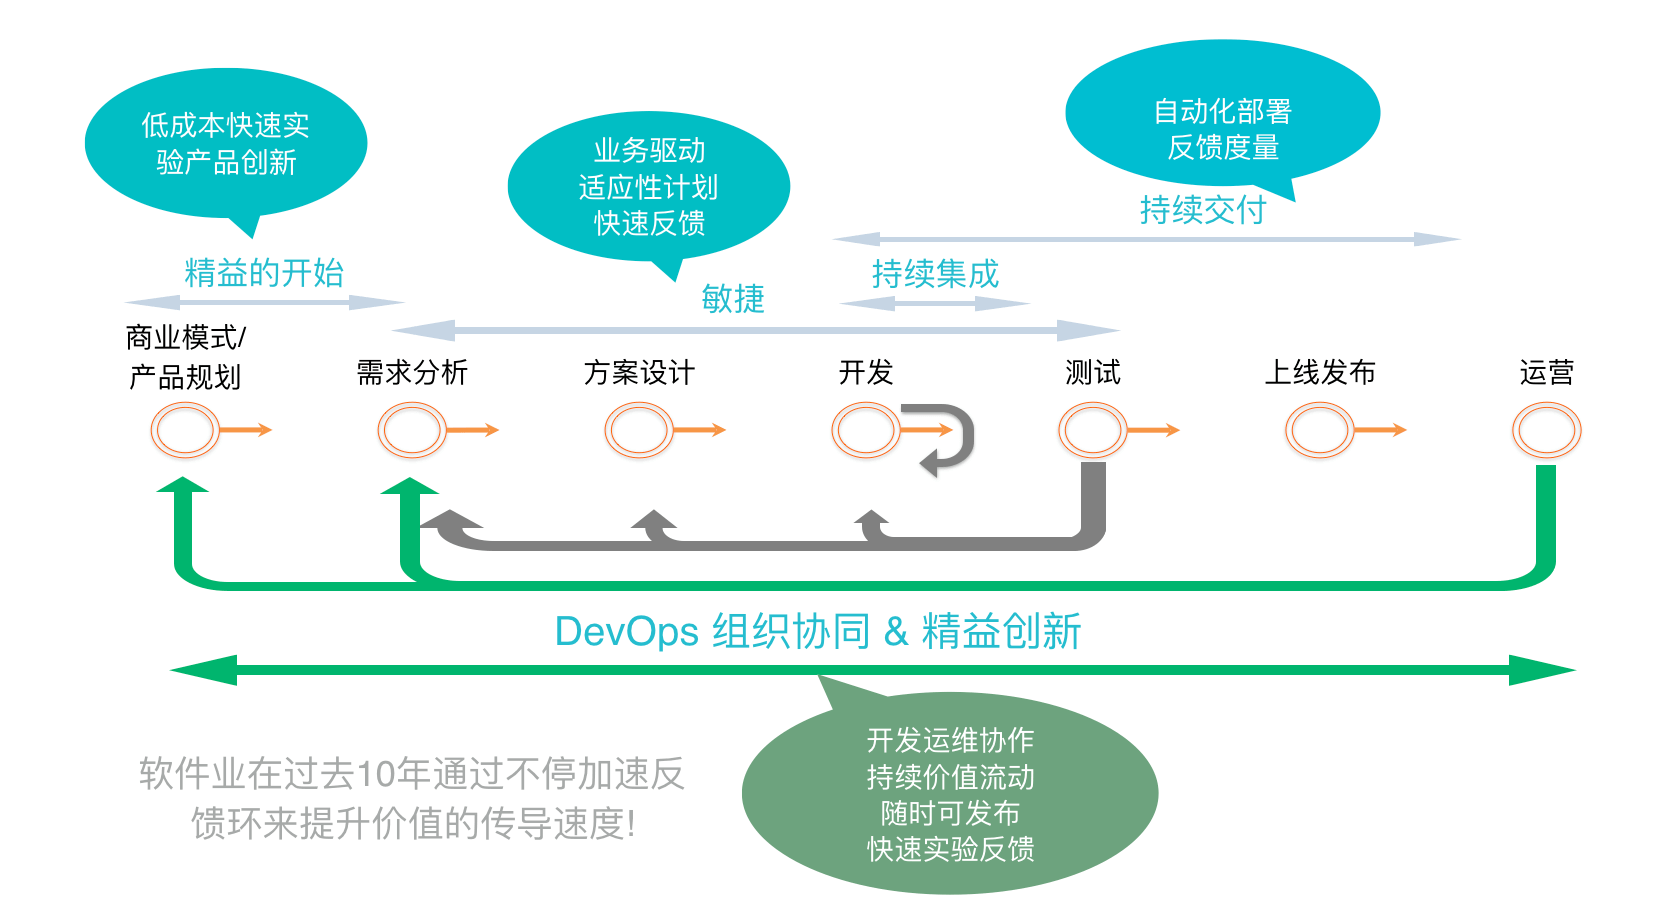 低成本快速实
验产品创新
业务驱动
适应性计划
快速反馈
自动化部署
反馈度量
持续交付
精益的开始
持续集成
敏捷
商业模式/
产品规划
需求分析
方案设计
开发
测试
上线发布
运营
DevOps 组织协同 & 精益创新
软件业在过去10年通过不停加速反
馈环来提升价值的传导速度!
开发运维协作
持续价值流动
随时可发布
快速实验反馈